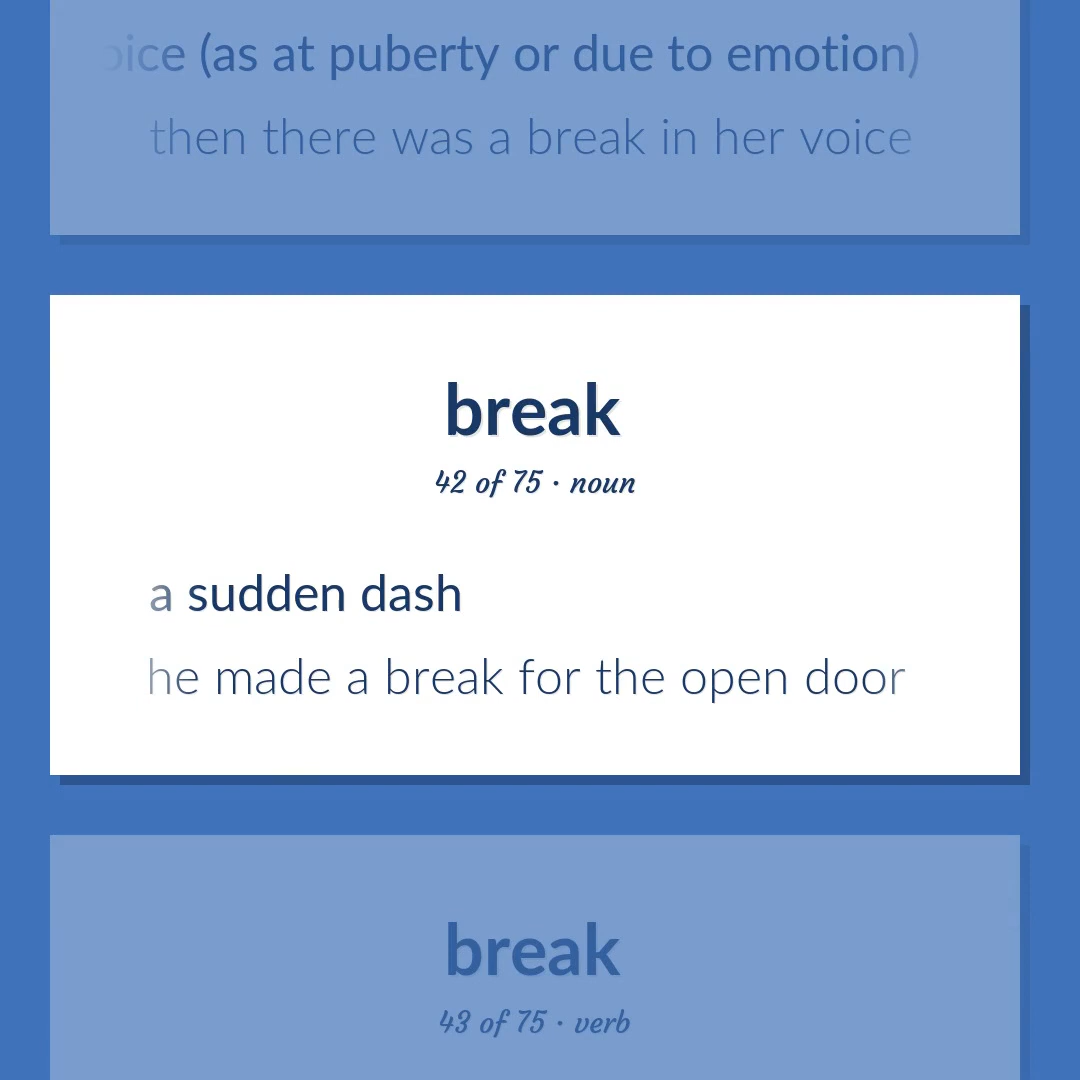 (as at puberty or due to emotion)
then there was a break in her voice
break
42 of 75 · noun
a sudden dash
he made a break for the open door
break
43 of 75 · verb